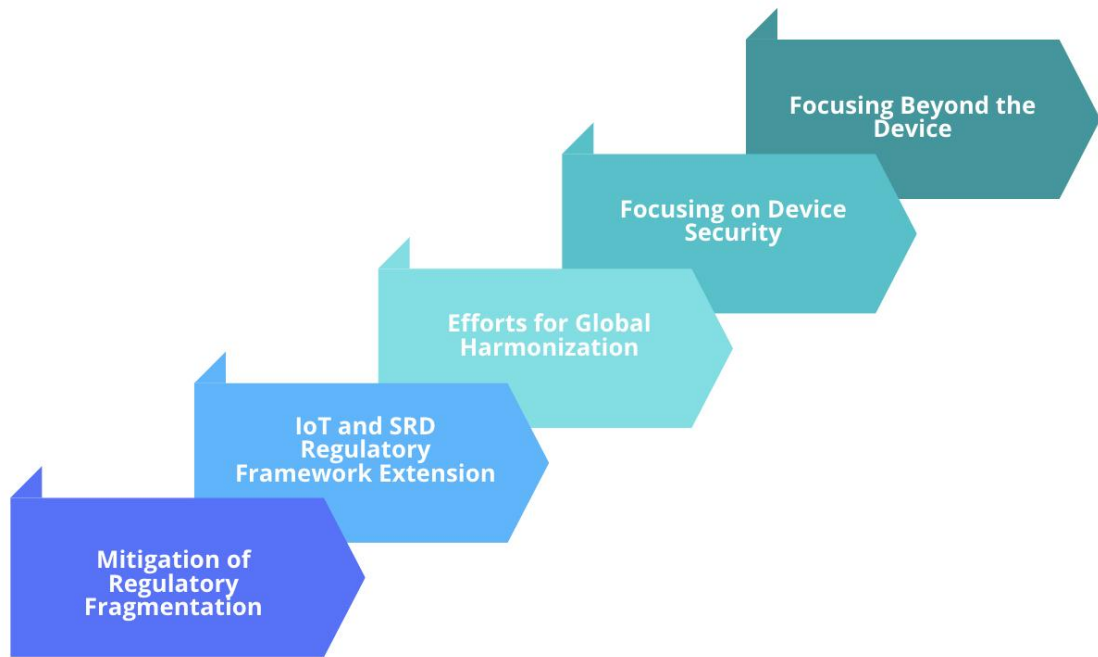 Focusing Beyond the
Device
Focusing on Device
Security
Efforts for Global
Harmonization
IoT and SRD
Regulatory
Framework Extension
Mitigation of
Regulatory
Fragmentation